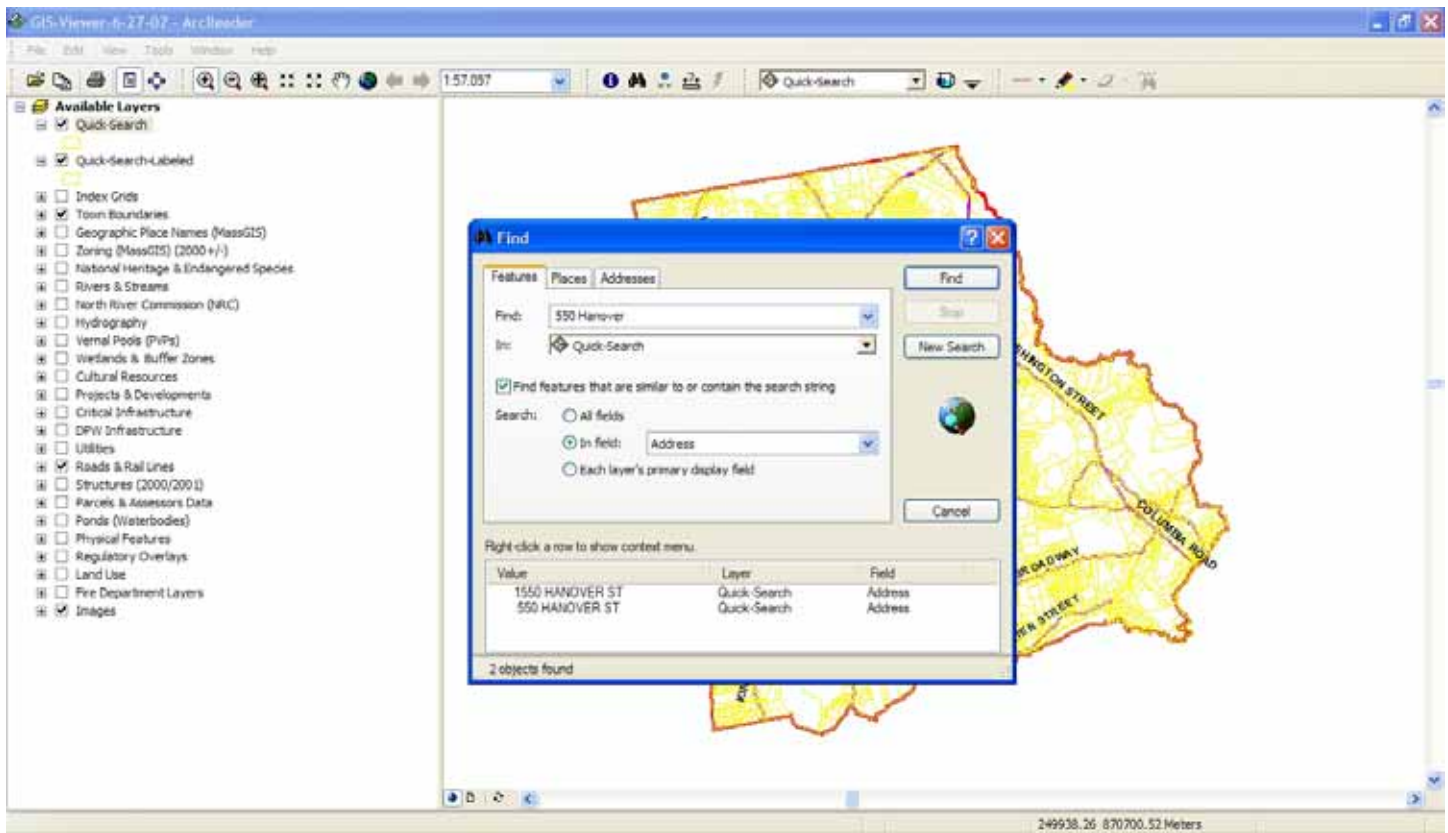 GIS-Viewer-6-27-07 - ArcReader
File Edit View Tools Window Help
1:57,057
Quick-Search
Available Layers
Quick-Search
Quick-Search-Labeled
Index Grids
Town Boundaries
Geographic Place Names (MassGIS)
Zoning (MassGIS) (2000+/-)
National Heritage & Endangered Species
Rivers & Streams
North River Commission (NRC)
Hydrography
Vernal Pools (PVPs)
Wetlands & Buffer Zones
Cultural Resources
Projects & Developments
Critical Infrastructure
DPW Infrastructure
Utilities
Roads & Rail Lines
Structures (2000/2001)
Parcels & Assessors Data
Ponds (Waterbodies)
Physical Features
Regulatory Overlays
Land Use
Fire Department Layers
Images
Find
Features Places Addresses
Find
Find: 550 Hanover
Stop
In: Quick-Search
New Search
Find features that are similar to or contain the search string
Search: All fields
In field: Address
Each layer's primary display field
Cancel
Right-click a row to show context menu.
Value Layer Field
1550 HANOVER ST Quick-Search Address
550 HANOVER ST Quick-Search Address
2 objects found
STREET
COLUMBIA ROAD
BROADWAY
STREET
249938.26 870700.52 Meters